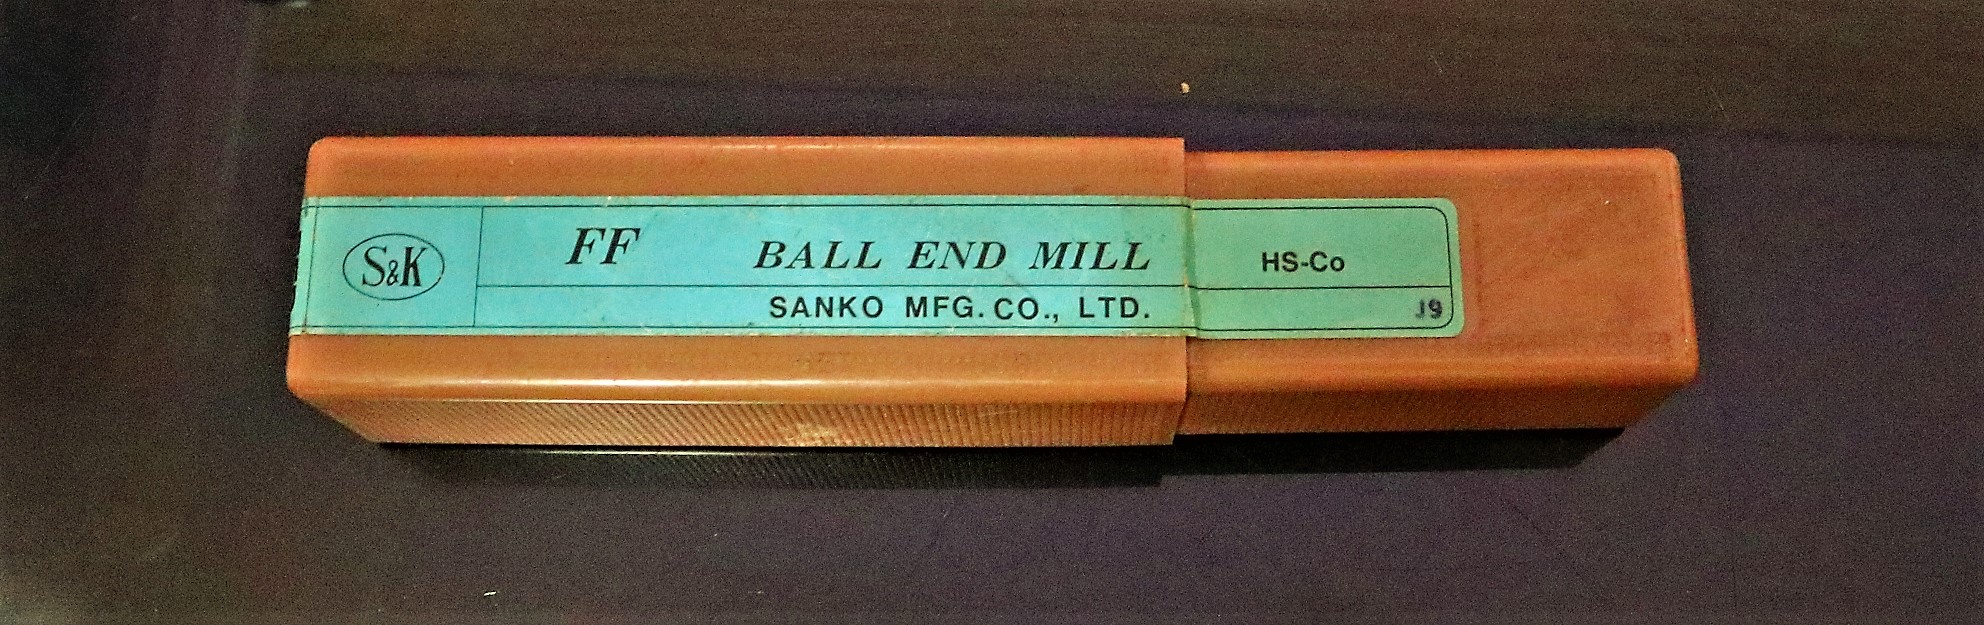 S&K
FF BALL END MILL
SANKO MFG. CO., LTD.
HS-Co
J9